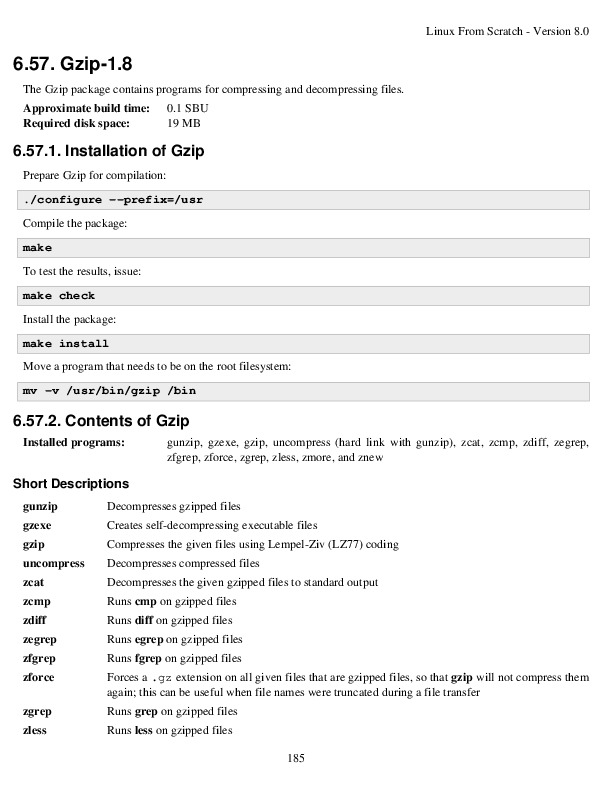 Linux From Scratch - Version 8.0
6.57. Gzip-1.8
The Gzip package contains programs for compressing and decompressing files.
Approximate build time: 0.1 SBU
Required disk space: 19 MB
6.57.1. Installation of Gzip
Prepare Gzip for compilation:
./configure --prefix=/usr
Compile the package:
make
To test the results, issue:
make check
Install the package:
make install
Move a program that needs to be on the root filesystem:
mv -v /usr/bin/gzip /bin
6.57.2. Contents of Gzip
Installed programs: gunzip, gzexe, gzip, uncompress (hard link with gunzip), zcat, zcmp, zdiff, zegrep,
zfgrep, zforce, zgrep, zless, zmore, and znew
Short Descriptions
gunzip Decompresses gzipped files
gzexe Creates self-decompressing executable files
gzip Compresses the given files using Lempel-Ziv (LZ77) coding
uncompress Decompresses compressed files
zcat Decompresses the given gzipped files to standard output
zcmp Runs cmp on gzipped files
zdiff Runs diff on gzipped files
zegrep Runs egrep on gzipped files
zfgrep Runs fgrep on gzipped files
zforce Forces a .gz extension on all given files that are gzipped files, so that gzip will not compress them
again; this can be useful when file names were truncated during a file transfer
zgrep Runs grep on gzipped files
zless Runs less on gzipped files
185